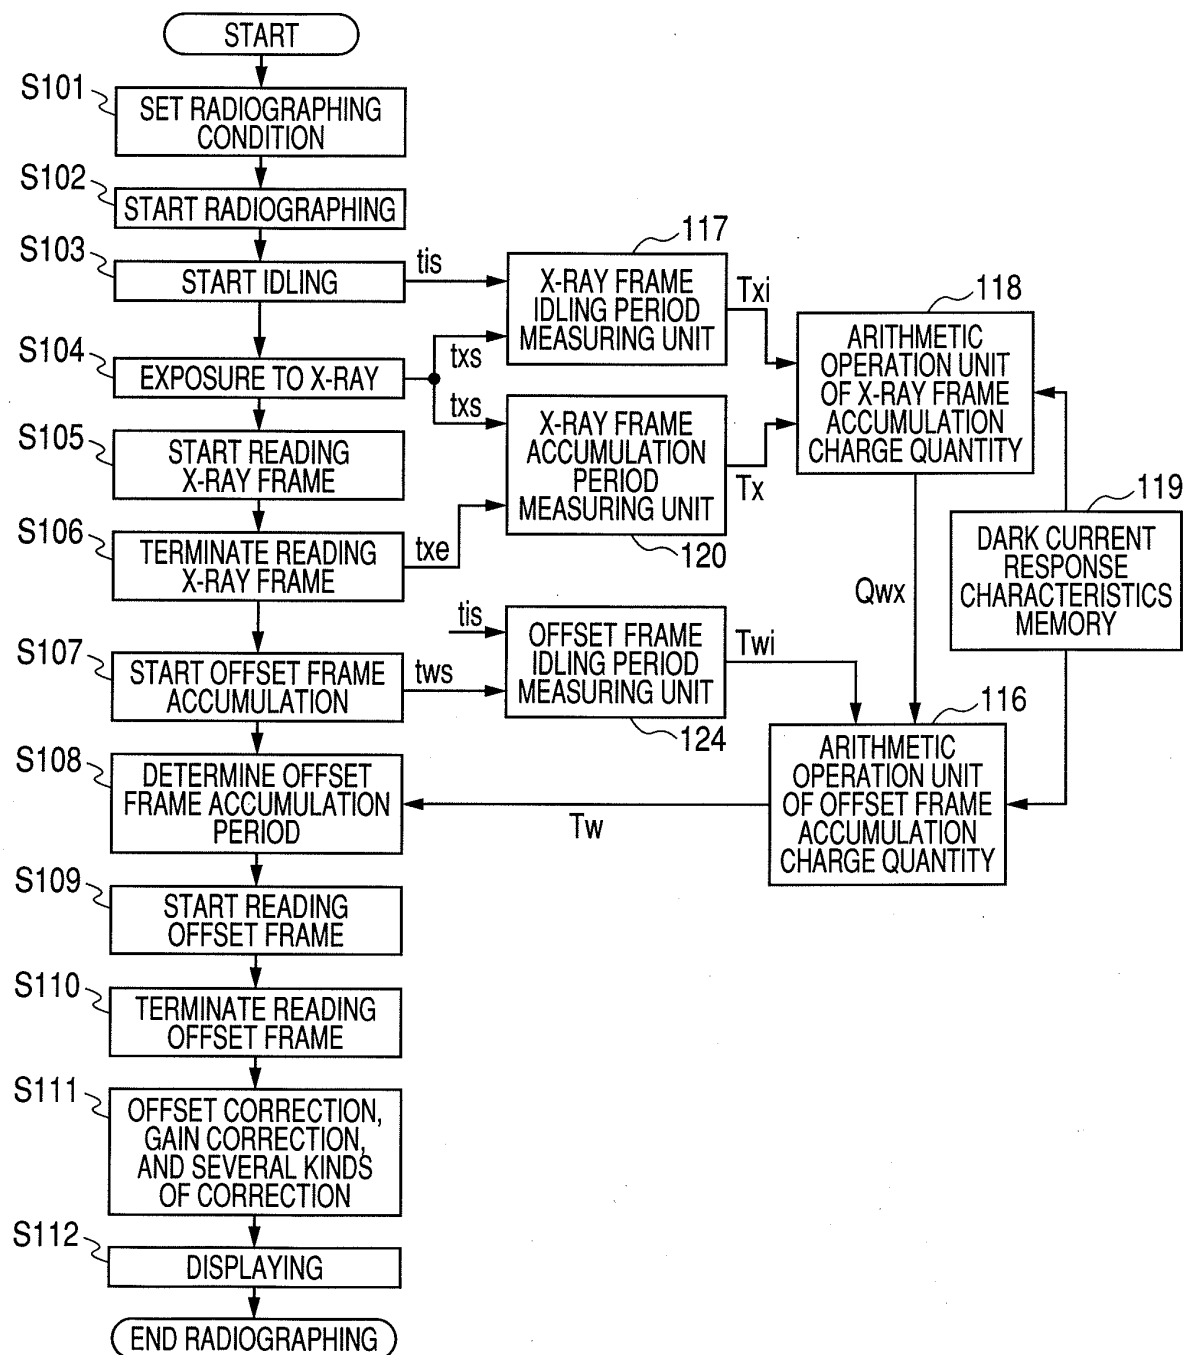 START
S101
SET RADIOGRAPHING
CONDITION
S102
START RADIOGRAPHING
S103
START IDLING
tis
117
X-RAY FRAME
IDLING PERIOD
MEASURING UNIT
Txi
118
ARITHMETIC
OPERATION UNIT
OF X-RAY FRAME
ACCUMULATION
CHARGE QUANTITY
S104
EXPOSURE TO X-RAY
txs
txs
X-RAY FRAME
ACCUMULATION
PERIOD
MEASURING UNIT
120
Tx
S105
START READING
X-RAY FRAME
S106
TERMINATE READING
X-RAY FRAME
txe
119
DARK CURRENT
RESPONSE
CHARACTERISTICS
MEMORY
Qwx
tis
OFFSET FRAME
IDLING PERIOD
MEASURING UNIT
124
Twi
S107
START OFFSET FRAME
ACCUMULATION
tws
116
ARITHMETIC
OPERATION UNIT
OF OFFSET FRAME
ACCUMULATION
CHARGE QUANTITY
S108
DETERMINE OFFSET
FRAME ACCUMULATION
PERIOD
Tw
S109
START READING
OFFSET FRAME
S110
TERMINATE READING
OFFSET FRAME
S111
OFFSET CORRECTION,
GAIN CORRECTION,
AND SEVERAL KINDS
OF CORRECTION
S112
DISPLAYING
END RADIOGRAPHING